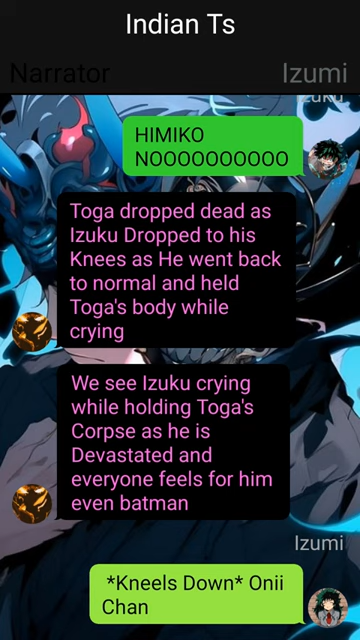 Indian Ts
Narrator
Izumi
Izuku
HIMIKO
NOOOOOOOOOOO
Toga dropped dead as
Izuku Dropped to his
Knees as He went back
to normal and held
Toga's body while
crying
We see Izuku crying
while holding Toga's
Corpse as he is
Devastated and
everyone feels for him
even batman
Izumi
*Kneels Down* Onii
Chan